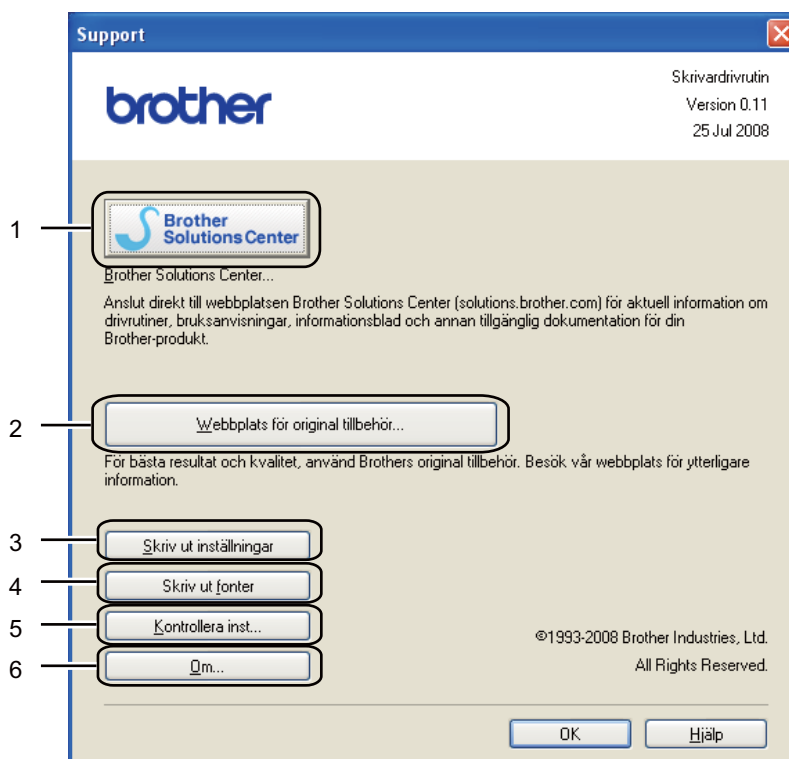 Support
brother
Skrivardrivrutin
Version 0.11
25 Jul 2008
1
Brother
Solutions Center
Brother Solutions Center...
Anslut direkt till webbplatsen Brother Solutions Center (solutions.brother.com) för aktuell information om
drivrutiner, bruksanvisningar, informationsblad och annan tillgänglig dokumentation för din
Brother-produkt.
2
Webbplats för original tillbehör...
För bästa resultat och kvalitet, använd Brothers original tillbehör. Besök vår webbplats för ytterligare
information.
3
Skriv ut inställningar
4
Skriv ut fonter
5
Kontrollera inst...
©1993-2008 Brother Industries, Ltd.
6
Om...
All Rights Reserved.
OK
Hjälp